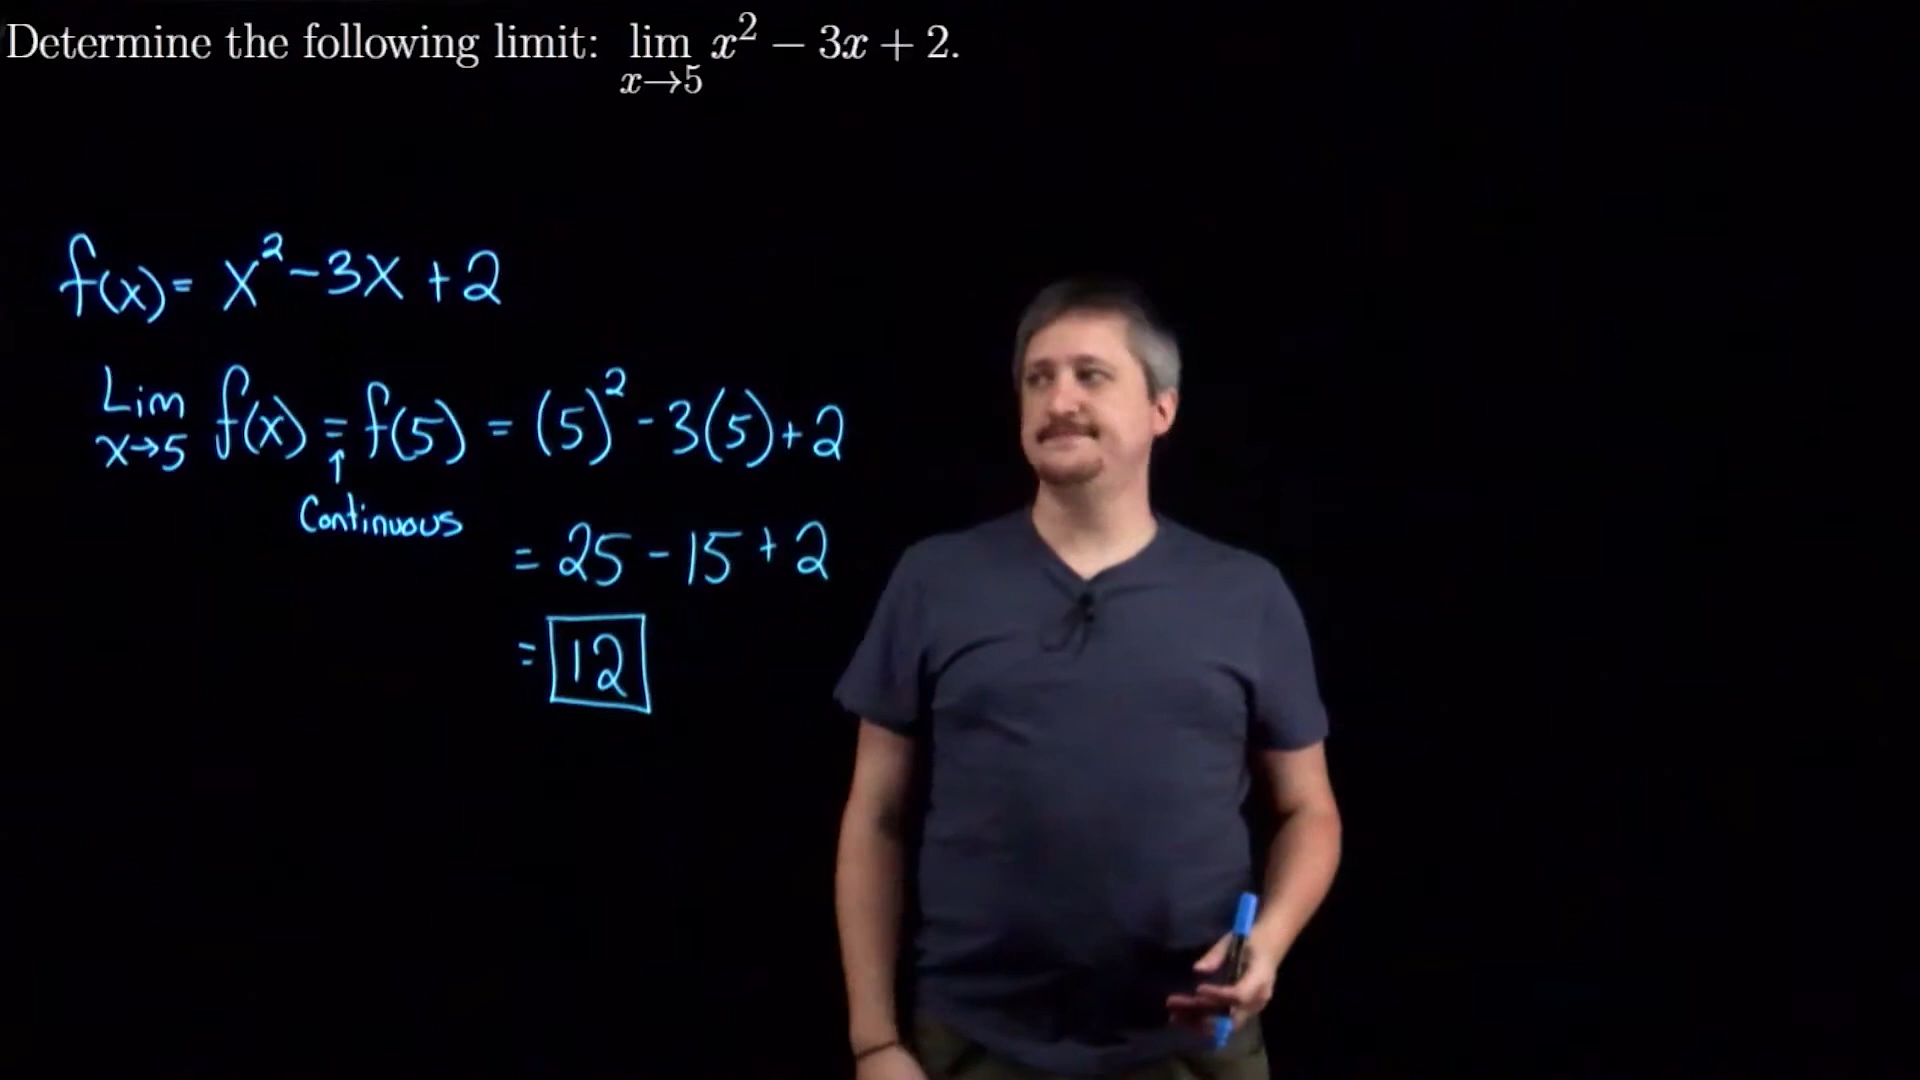 Determine the following limit: lim x→5 x² − 3x + 2.
f(x) = x² - 3x + 2
Lim x→5 f(x) = f(5) = (5)² - 3(5) + 2
↑
Continuous
= 25 - 15 + 2
= 12